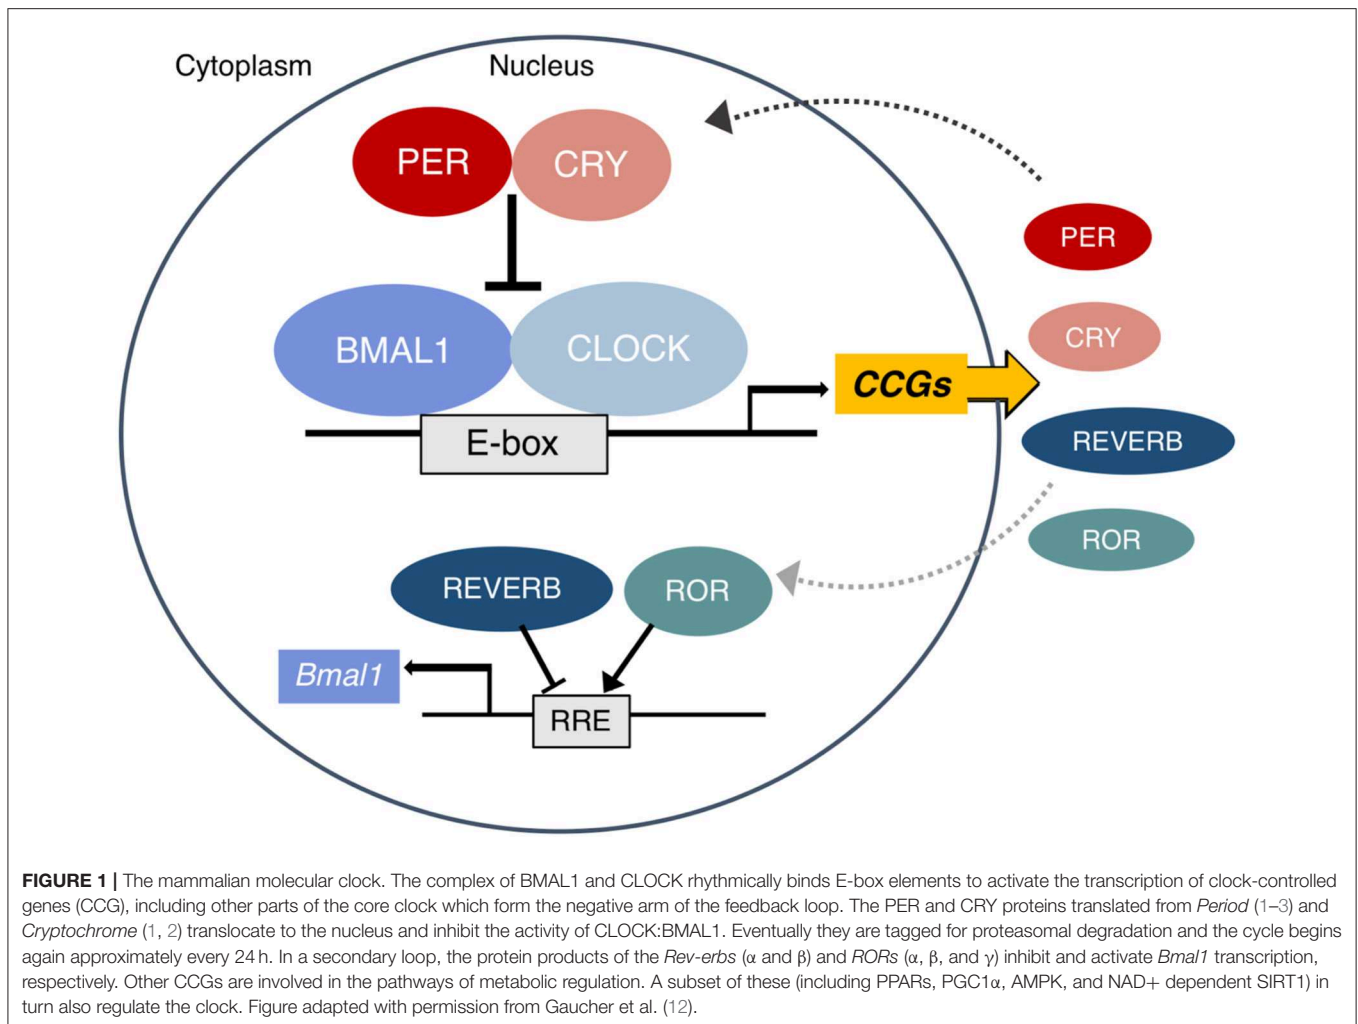 Cytoplasm
Nucleus
PER
CRY
PER
CRY
BMAL1
CLOCK
CCGs
E-box
REVERB
ROR
REVERB
ROR
Bmal1
RRE
FIGURE 1 | The mammalian molecular clock. The complex of BMAL1 and CLOCK rhythmically binds E-box elements to activate the transcription of clock-controlled
genes (CCG), including other parts of the core clock which form the negative arm of the feedback loop. The PER and CRY proteins translated from Period (1–3) and
Cryptochrome (1, 2) translocate to the nucleus and inhibit the activity of CLOCK:BMAL1. Eventually they are tagged for proteasomal degradation and the cycle begins
again approximately every 24 h. In a secondary loop, the protein products of the Rev-erbs (α and β) and RORs (α, β, and γ) inhibit and activate Bmal1 transcription,
respectively. Other CCGs are involved in the pathways of metabolic regulation. A subset of these (including PPARs, PGC1α, AMPK, and NAD+ dependent SIRT1) in
turn also regulate the clock. Figure adapted with permission from Gaucher et al. (12).